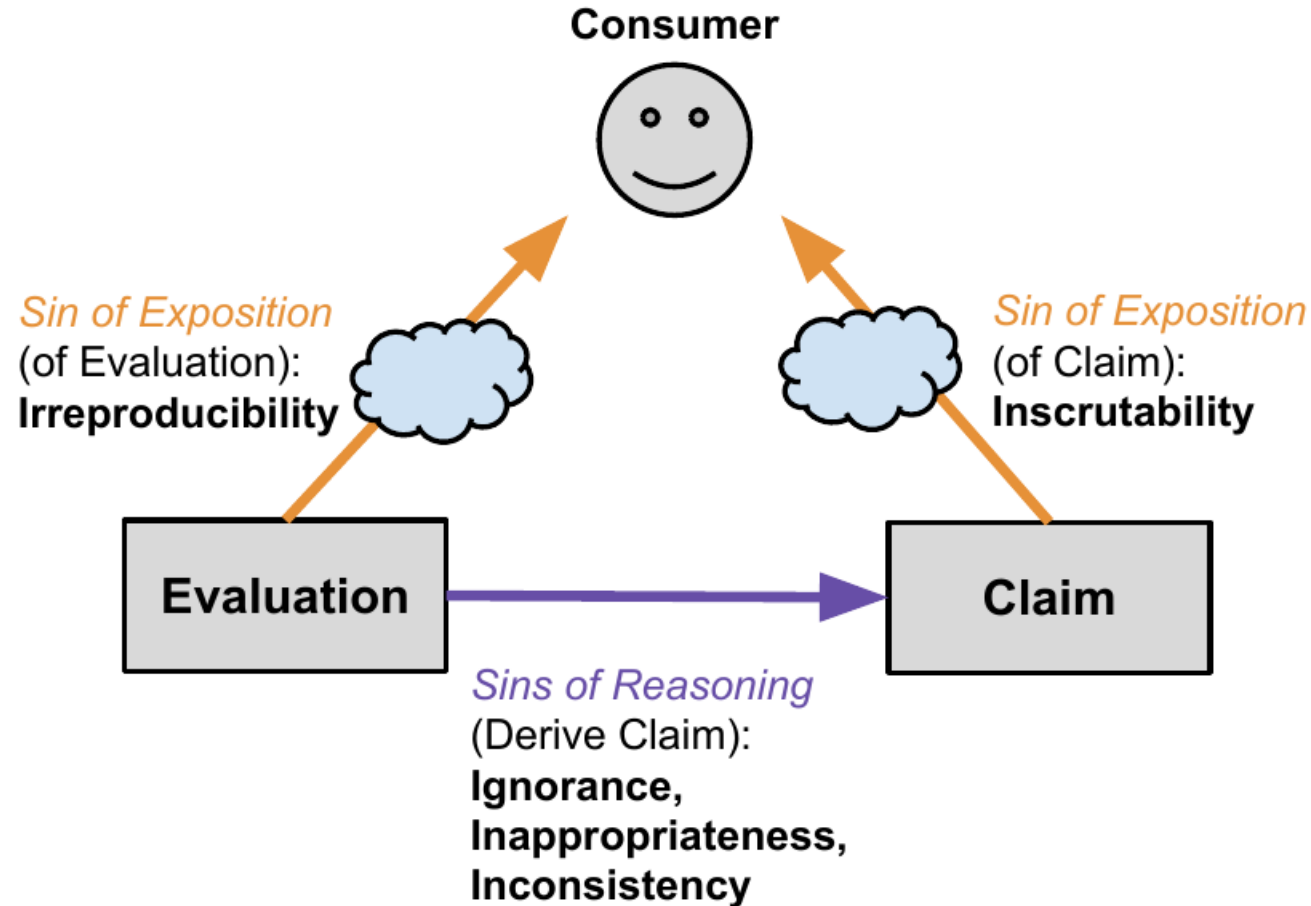 Consumer
Sin of Exposition
(of Evaluation):
Irreproducibility
Sin of Exposition
(of Claim):
Inscrutability
Evaluation
Claim
Sins of Reasoning
(Derive Claim):
Ignorance,
Inappropriateness,
Inconsistency